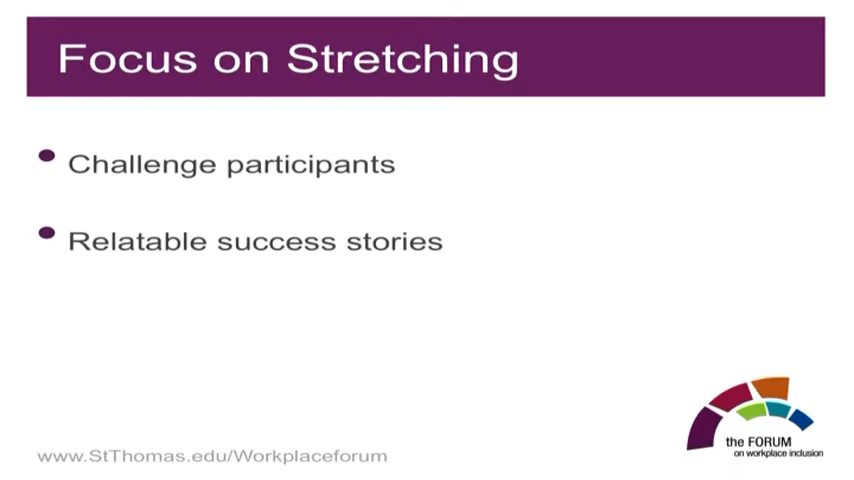 Focus on Stretching
• Challenge participants
• Relatable success stories
www.StThomas.edu/Workplaceforum
the FORUM
on workplace inclusion